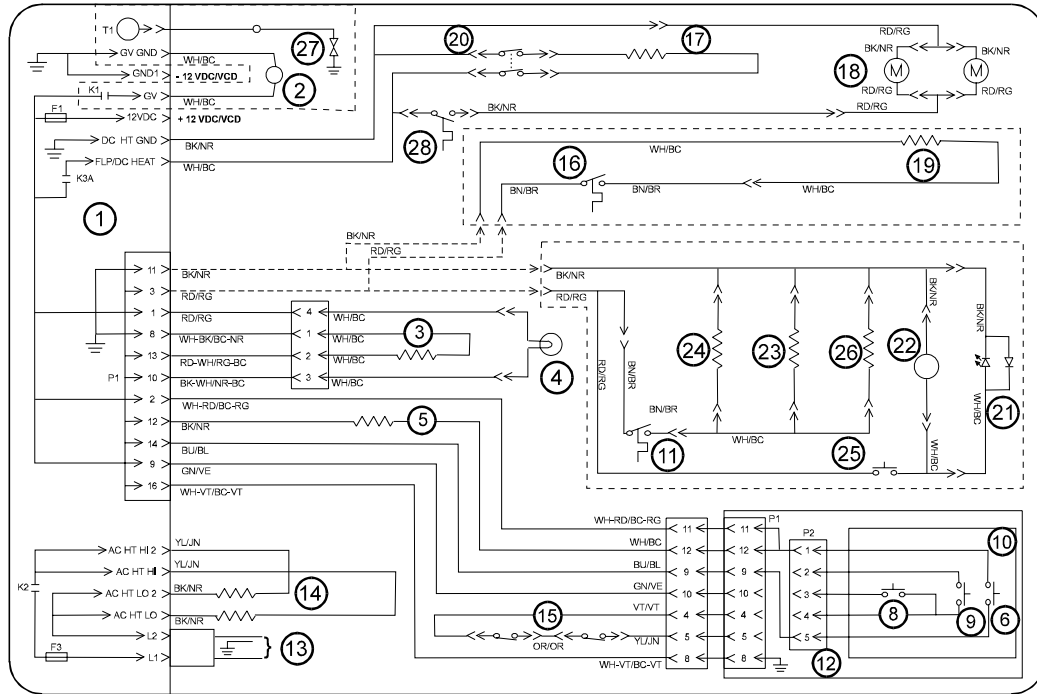 T1
GV GND
WH/BC
GND1
- 12 VDC/VCD
K1
GV
WH/BC
F1
12VDC
+ 12 VDC/VCD
DC HT GND
BK/NR
FLP/DC HEAT
WH/BC
K3A
1
2
27
20
17
28
BK/NR
RD/RG
RD/RG
BK/NR
BK/NR
18
M
M
RD/RG
RD/RG
WH/BC
19
16
BN/BR
BN/BR
WH/BC
BK/NR
RD/RG
11
BK/NR
3
RD/RG
1
RD/RG
8
WH-BK/BC-NR
13
RD-WH/RG-BC
P1
10
BK-WH/NR-BC
2
WH-RD/BC-RG
12
BK/NR
14
BU/BL
9
GN/VE
16
WH-VT/BC-VT
4
WH/BC
1
WH/BC
2
WH/BC
3
WH/BC
3
4
5
BK/NR
RD/RG
RD/RG
BN/BR
BN/BR
11
WH/BC
24
23
26
22
BK/NR
WH/BC
BK/NR
WH/BC
21
25
AC HT HI 2
YL/JN
AC HT HI
YL/JN
K2
AC HT LO 2
BK/NR
AC HT LO
BK/NR
14
L2
F3
L1
13
15
OR/OR
WH-RD/BC-RG
11
11
P1
WH/BC
12
12
BU/BL
9
9
GN/VE
10
10
VT/VT
4
4
YL/JN
5
5
WH-VT/BC-VT
8
8
P2
1
2
3
4
5
12
8
9
6
10